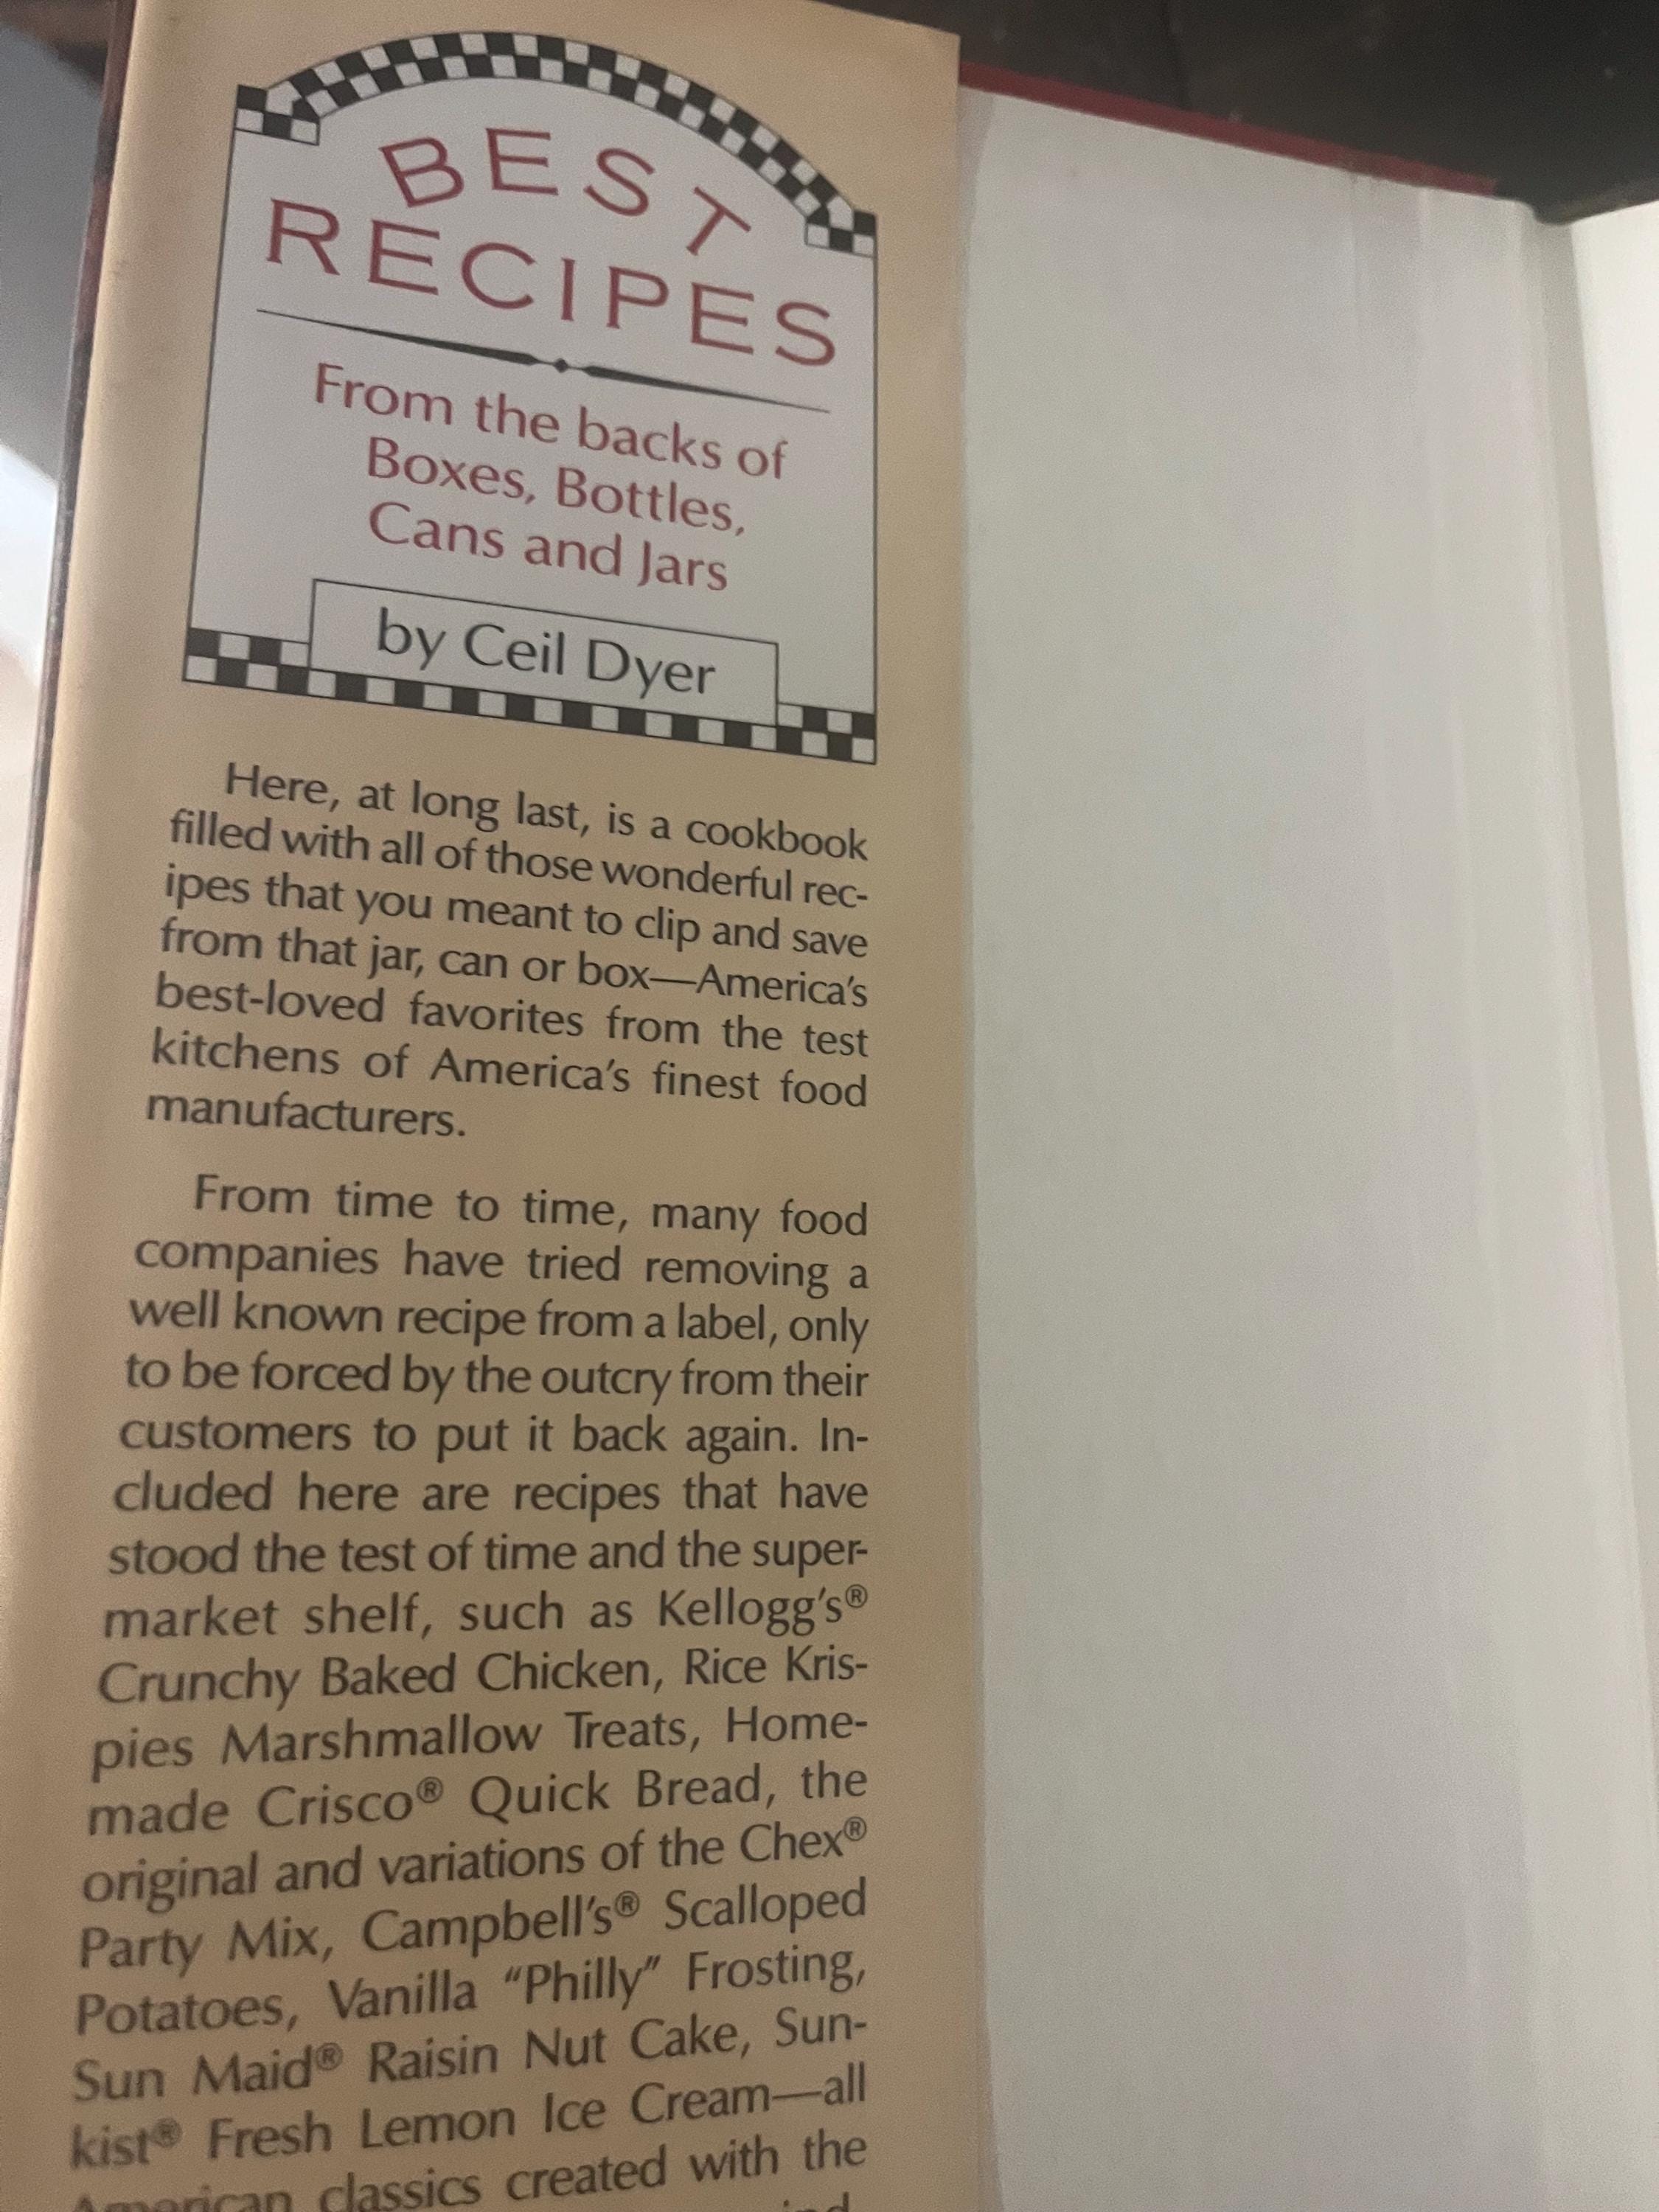 BEST
RECIPES
From the backs of
Boxes, Bottles,
Cans and Jars
by Ceil Dyer
Here, at long last, is a cookbook
filled with all of those wonderful rec-
ipes that you meant to clip and save
from that jar, can or box—America's
best-loved favorites from the test
kitchens of America's finest food
manufacturers.
From time to time, many food
companies have tried removing a
well known recipe from a label, only
to be forced by the outcry from their
customers to put it back again. In-
cluded here are recipes that have
stood the test of time and the super-
market shelf, such as Kellogg's®
Crunchy Baked Chicken, Rice Kris-
pies Marshmallow Treats, Home-
made Crisco® Quick Bread, the
original and variations of the Chex®
Party Mix, Campbell's® Scalloped
Potatoes, Vanilla “Philly” Frosting,
Sun Maid® Raisin Nut Cake, Sun-
kist® Fresh Lemon Ice Cream—all
American classics created with the